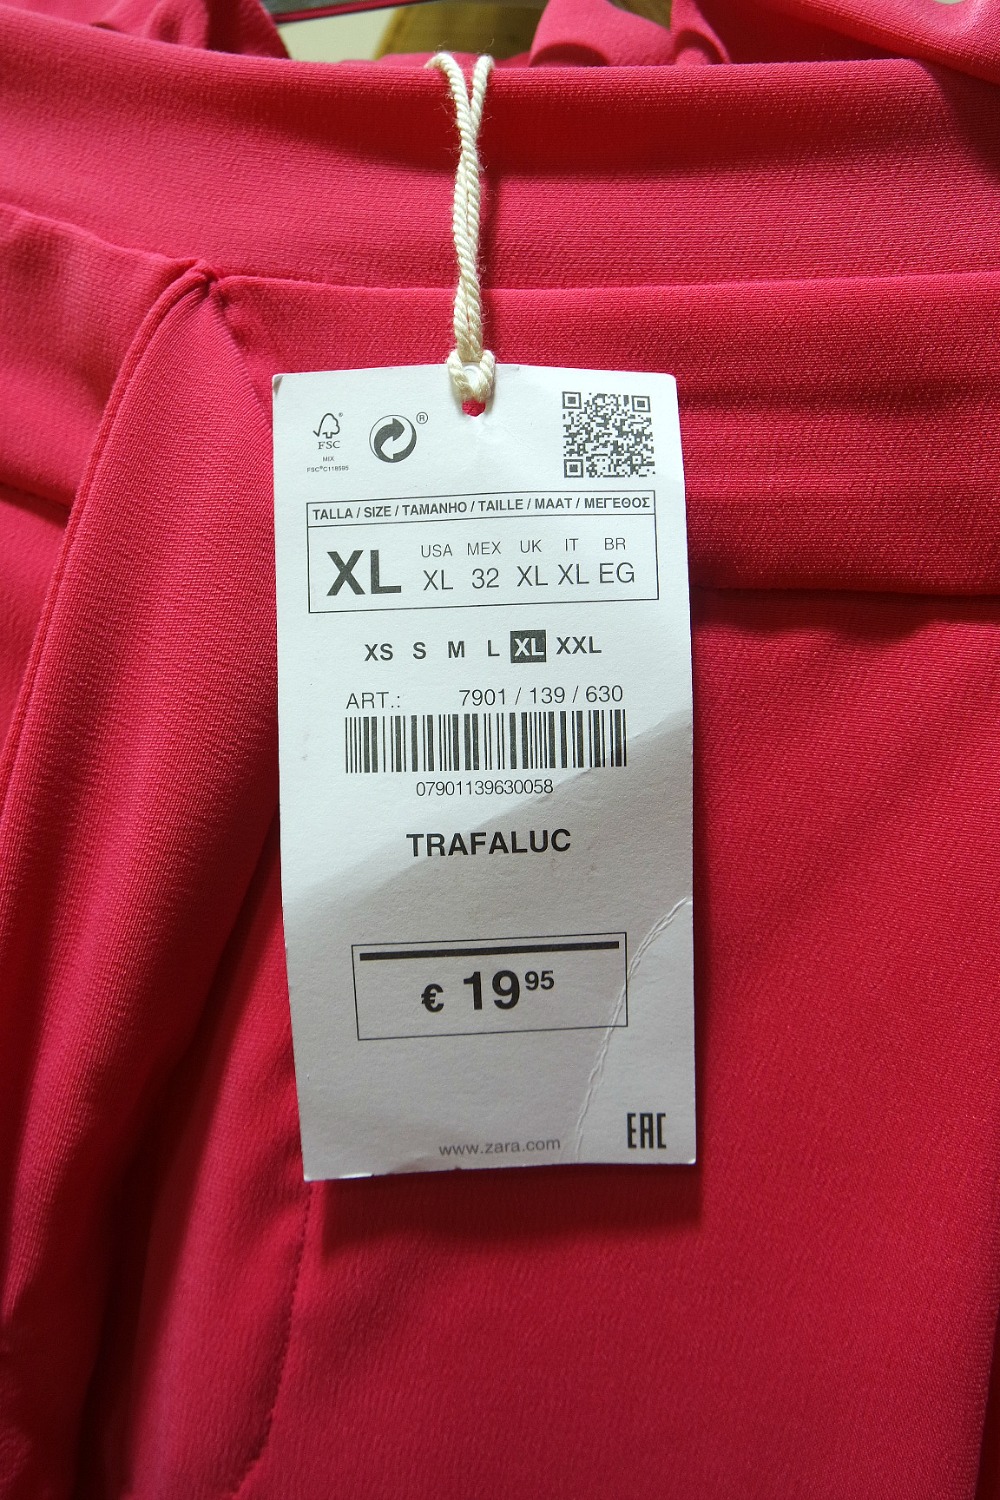 FSC®
MIX
FSC®C118595
®
TALLA / SIZE / TAMANHO / TAILLE / MAAT / ΜΕΓΕΘΟΣ
XL
USA MEX UK IT BR
XL 32 XL XL EG
XS S M L XL XXL
ART.: 7901 / 139 / 630
07901139630058
TRAFALUC
€ 19 95
www.zara.com
EAC